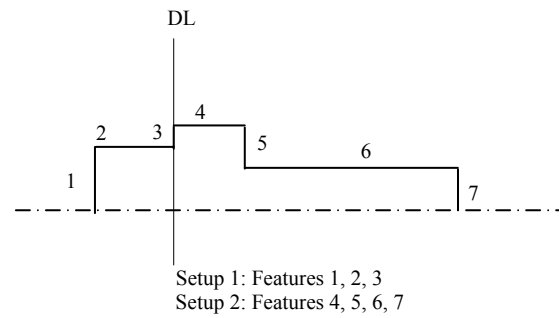 DL
4
2 3
5 6
1
7
Setup 1: Features 1, 2, 3
Setup 2: Features 4, 5, 6, 7